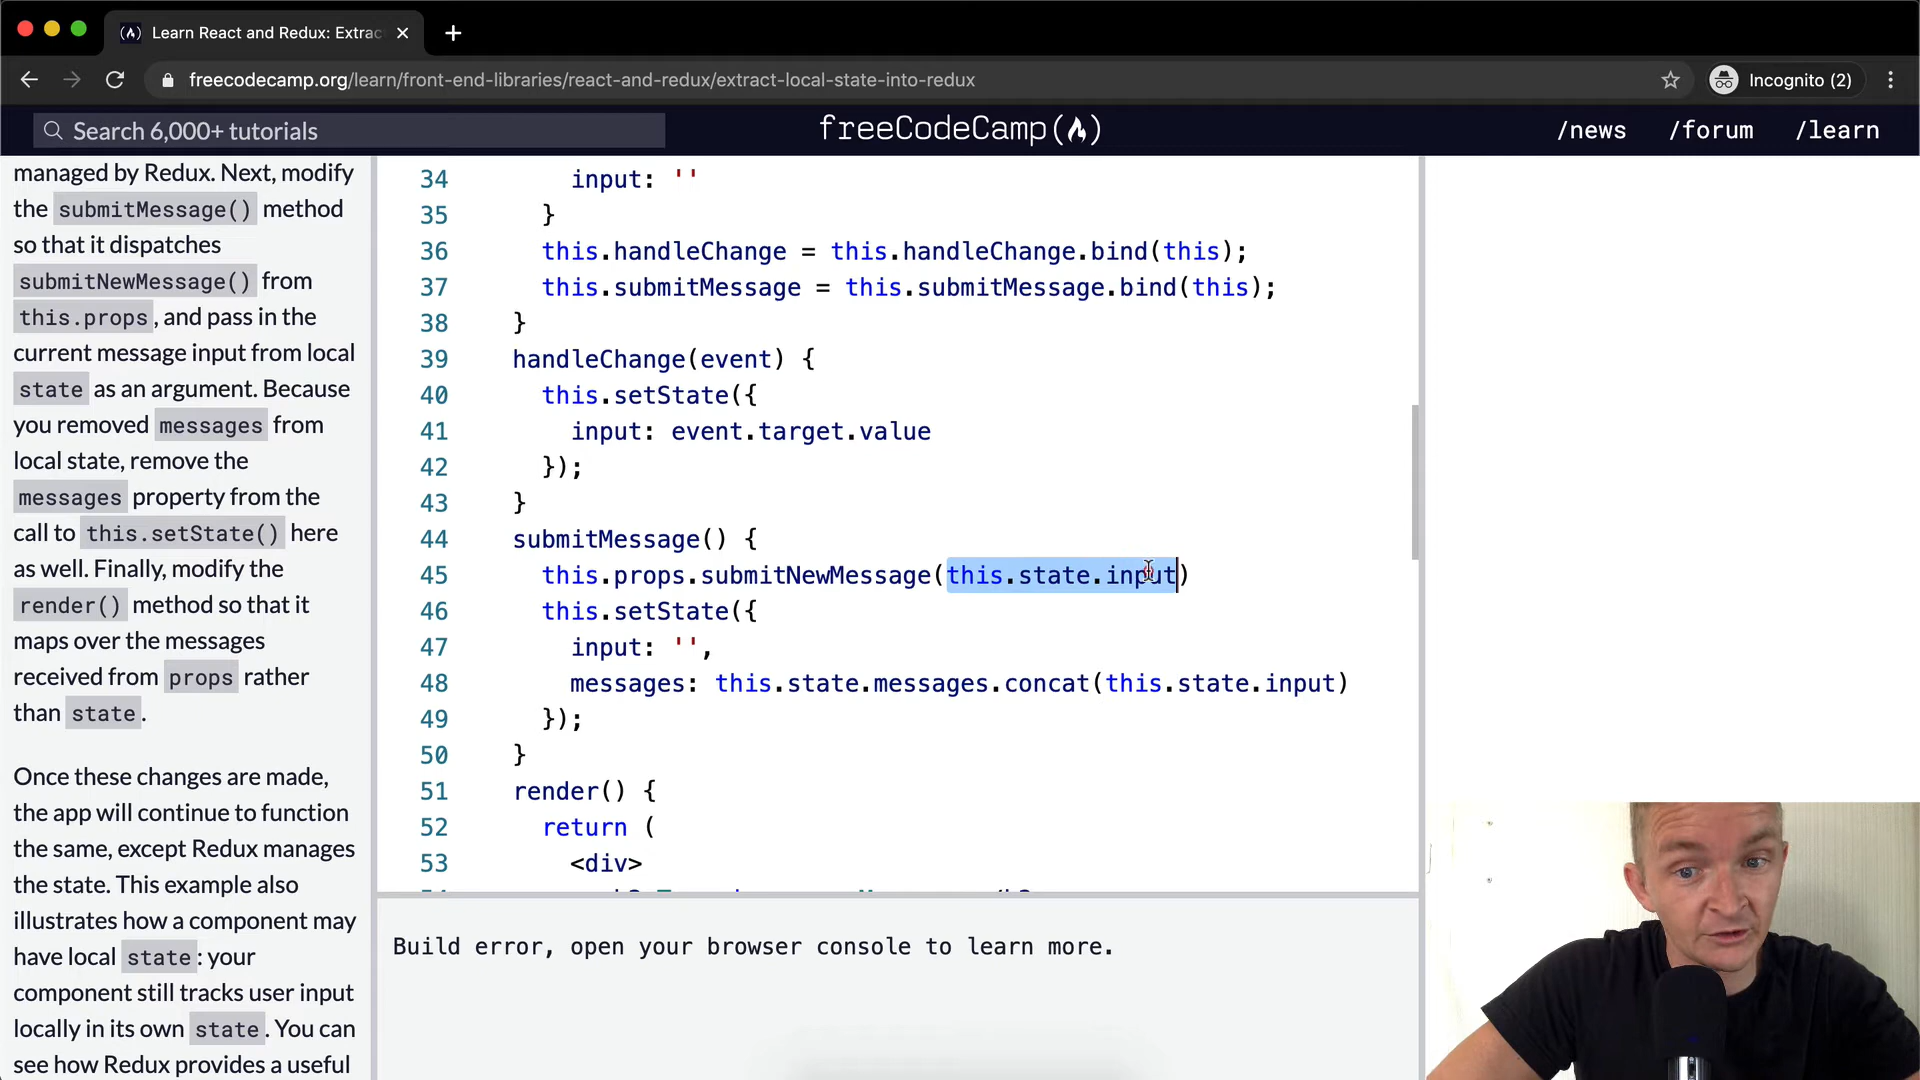 Learn React and Redux: Extrac
freecodecamp.org/learn/front-end-libraries/react-and-redux/extract-local-state-into-redux
Incognito (2)
Search 6,000+ tutorials
freeCodeCamp
/news
/forum
/learn
managed by Redux. Next, modify
the submitMessage() method
so that it dispatches
submitNewMessage() from
this.props, and pass in the
current message input from local
state as an argument. Because
you removed messages from
local state, remove the
messages property from the
call to this.setState() here
as well. Finally, modify the
render() method so that it
maps over the messages
received from props rather
than state.
Once these changes are made,
the app will continue to function
the same, except Redux manages
the state. This example also
illustrates how a component may
have local state: your
component still tracks user input
locally in its own state. You can
see how Redux provides a useful
34 input: ''
35 }
36 this.handleChange = this.handleChange.bind(this);
37 this.submitMessage = this.submitMessage.bind(this);
38 }
39 handleChange(event) {
40 this.setState({
41 input: event.target.value
42 });
43 }
44 submitMessage() {
45 this.props.submitNewMessage(this.state.input)
46 this.setState({
47 input: '',
48 messages: this.state.messages.concat(this.state.input)
49 });
50 }
51 render() {
52 return (
53 <div>
Build error, open your browser console to learn more.